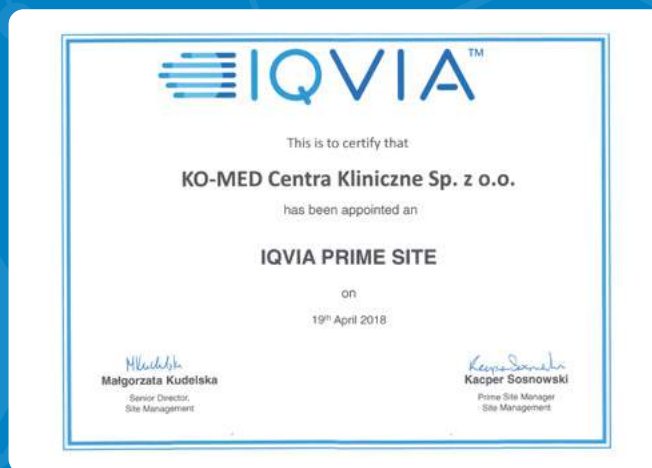 IQVIA™
This is to certify that
KO-MED Centra Kliniczne Sp. z o.o.
has been appointed an
IQVIA PRIME SITE
on
19th April 2018
Małgorzata Kudelska
Senior Director,
Site Management
Kacper Sosnowski
Prime Site Manager
Site Management